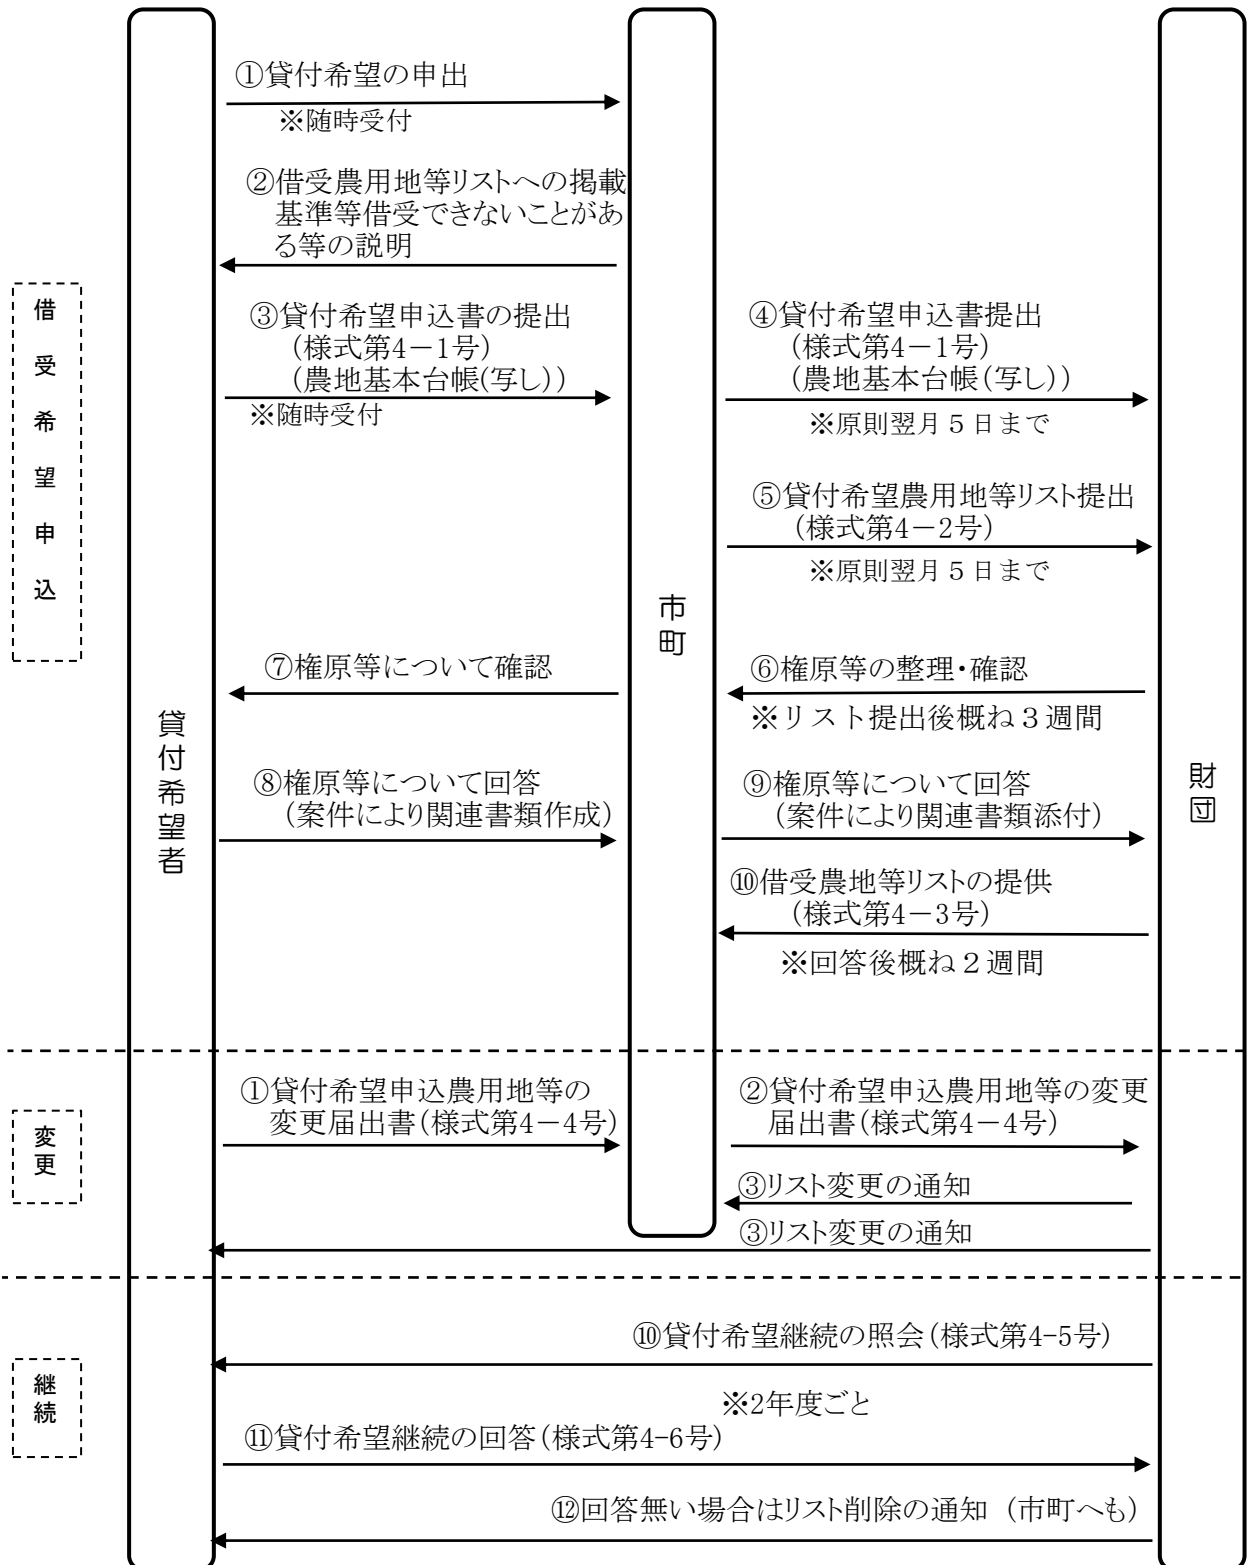 ①貸付希望の申出
※随時受付
②借受農用地等リストへの掲載
基準等借受できないことがあ
る等の説明
借受希望申込
③貸付希望申込書の提出
(様式第4－1号)
(農地基本台帳(写し))
※随時受付
④貸付希望申込書提出
(様式第4－1号)
(農地基本台帳(写し))
※原則翌月５日まで
⑤貸付希望農用地等リスト提出
(様式第4－2号)
※原則翌月５日まで
市町
⑦権原等について確認
⑥権原等の整理・確認
※リスト提出後概ね３週間
貸付希望者
財団
⑧権原等について回答
(案件により関連書類作成)
⑨権原等について回答
(案件により関連書類添付)
⑩借受農地等リストの提供
(様式第4－3号)
※回答後概ね２週間
変更
①貸付希望申込農用地等の
変更届出書(様式第4－4号)
②貸付希望申込農用地等の変更
届出書(様式第4－4号)
③リスト変更の通知
③リスト変更の通知
継続
⑩貸付希望継続の照会(様式第4-5号)
※2年度ごと
⑪貸付希望継続の回答(様式第4-6号)
⑫回答無い場合はリスト削除の通知 (市町へも)